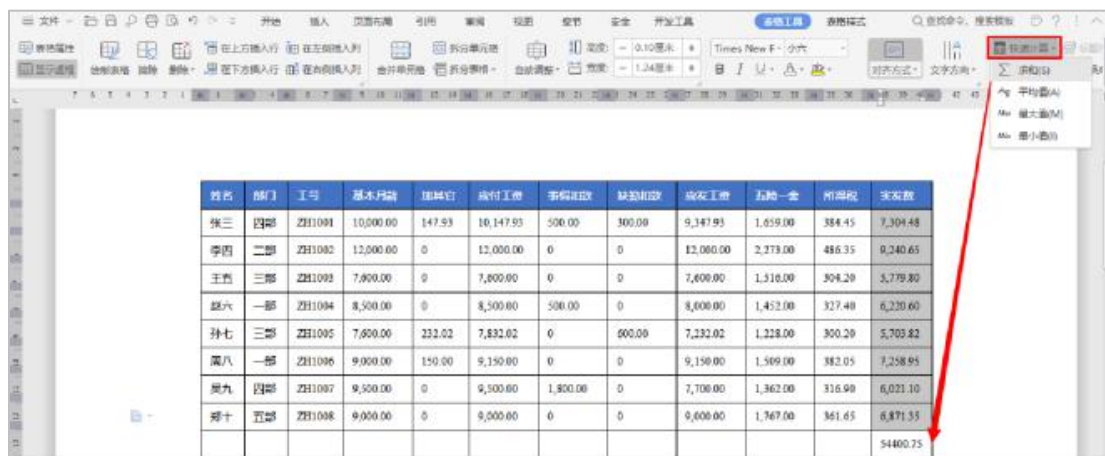 文件 开始 插入 页面布局 引用 审阅 视图 章节 安全 开发工具 表格工具 表格样式 查找命令、搜索模板
表格属性 在上方插入行 在左侧插入列 拆分单元格 高度: 0.10厘米 Times New F 小六 快速计算
显示虚框 绘制表格 擦除 删除 在下方插入行 在右侧插入列 合并单元格 拆分表格 自动调整 宽度: 1.24厘米 B I U A 对齐方式 文字方向
求和(S)
平均值(A)
最大值(M)
最小值(I)
姓名 部门 工号 基本月薪 加其它 应付工资 事假扣款 缺勤扣款 应发工资 五险一金 所得税 实发数
张三 四部 ZH1001 10,000.00 147.93 10,147.93 500.00 300.00 9,347.93 1,659.00 384.45 7,304.48
李四 二部 ZH1002 12,000.00 0 12,000.00 0 0 12,000.00 2,273.00 486.35 9,240.65
王五 三部 ZH1003 7,600.00 0 7,600.00 0 0 7,600.00 1,516.00 304.20 5,779.80
赵六 一部 ZH1004 8,500.00 0 8,500.00 500.00 0 8,000.00 1,452.00 327.40 6,220.60
孙七 三部 ZH1005 7,600.00 232.02 7,832.02 0 600.00 7,232.02 1,228.00 300.20 5,703.82
周八 一部 ZH1006 9,000.00 150.00 9,150.00 0 0 9,150.00 1,509.00 382.05 7,258.95
吴九 四部 ZH1007 9,500.00 0 9,500.00 1,800.00 0 7,700.00 1,362.00 316.90 6,021.10
郑十 五部 ZH1008 9,000.00 0 9,000.00 0 0 9,000.00 1,767.00 361.65 6,871.35
54400.75